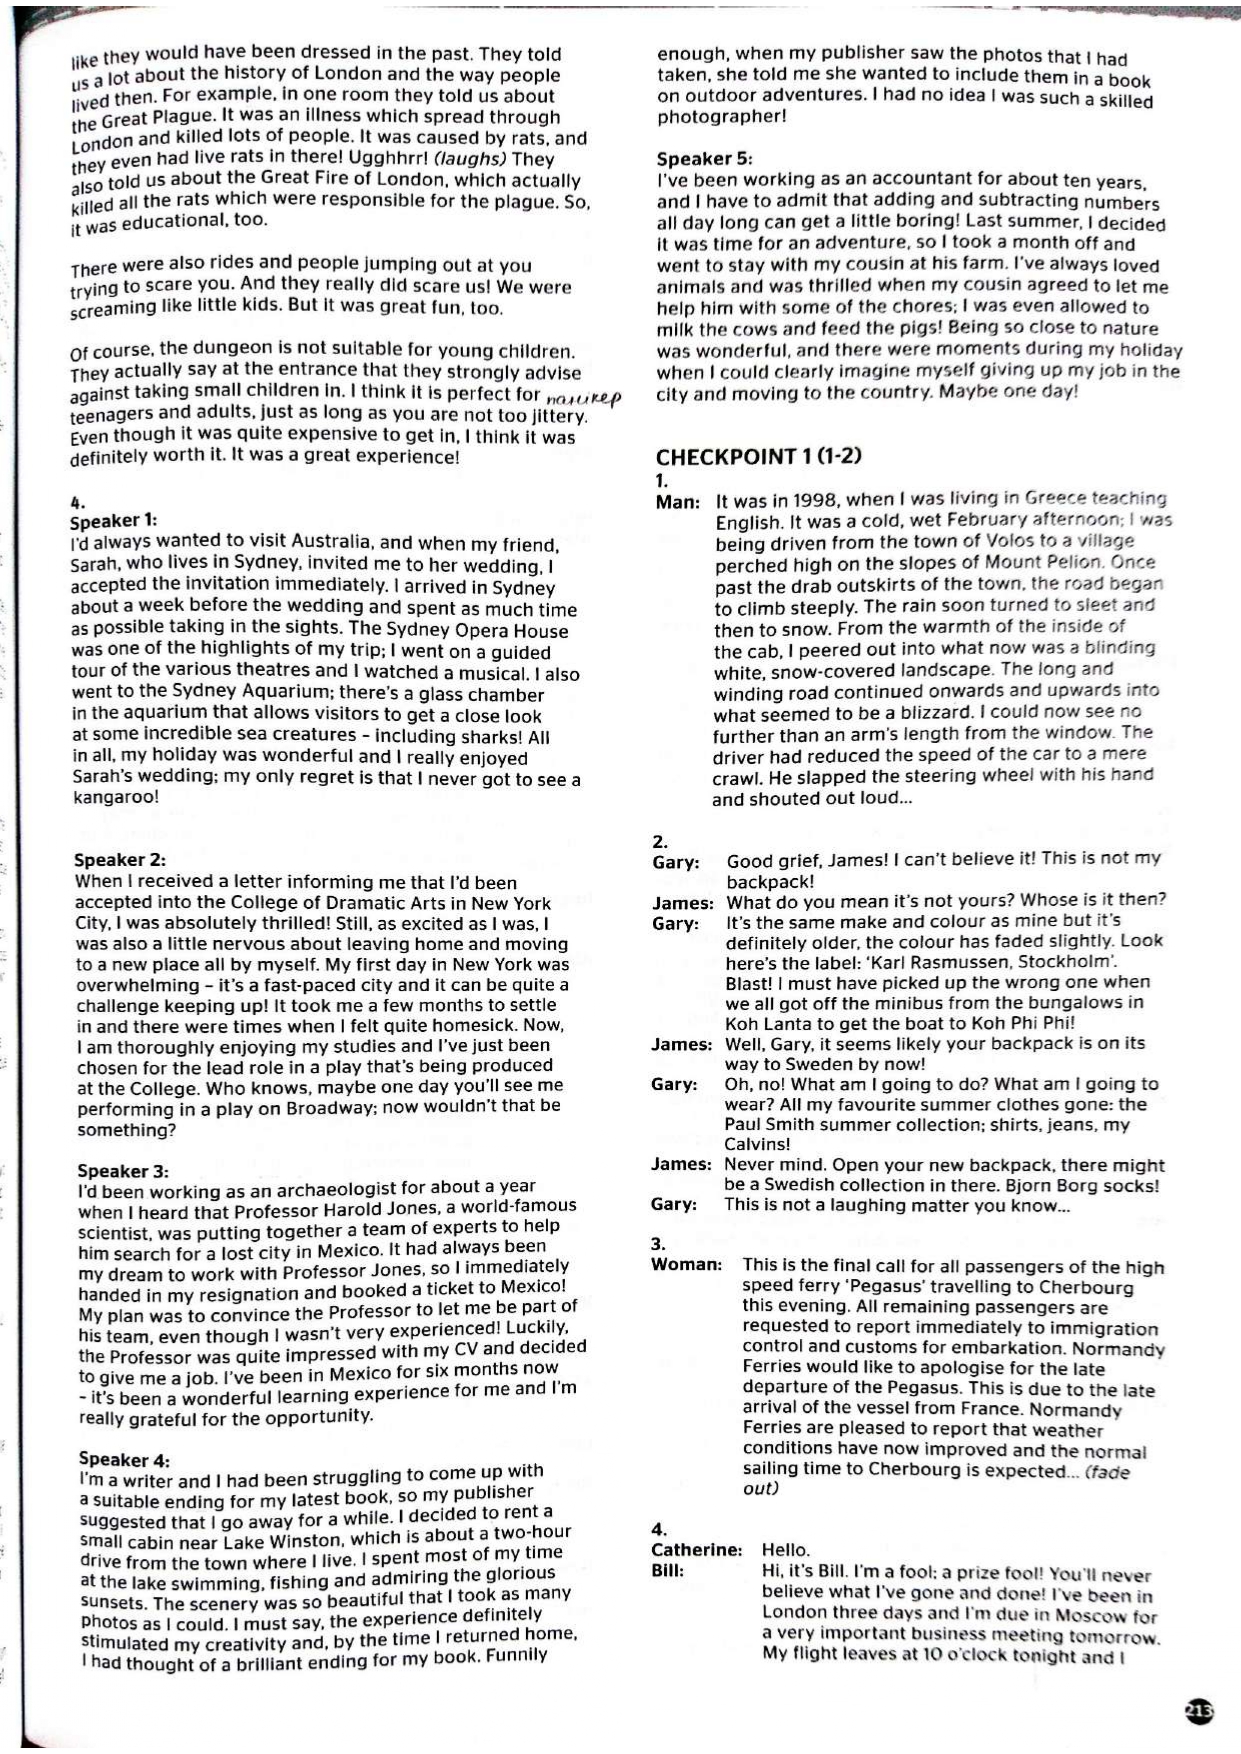 like they would have been dressed in the past. They told
us a lot about the history of London and the way people
lived then. For example, in one room they told us about
the Great Plague. It was an illness which spread through
London and killed lots of people. It was caused by rats, and
they even had live rats in there! Ugghhrr! (laughs) They
also told us about the Great Fire of London, which actually
killed all the rats which were responsible for the plague. So,
it was educational, too.
There were also rides and people jumping out at you
trying to scare you. And they really did scare us! We were
screaming like little kids. But it was great fun, too.
Of course, the dungeon is not suitable for young children.
They actually say at the entrance that they strongly advise
against taking small children in. I think it is perfect for
teenagers and adults, just as long as you are not too jittery.
Even though it was quite expensive to get in, I think it was
definitely worth it. It was a great experience!
4.
Speaker 1:
I'd always wanted to visit Australia, and when my friend,
Sarah, who lives in Sydney, invited me to her wedding, I
accepted the invitation immediately. I arrived in Sydney
about a week before the wedding and spent as much time
as possible taking in the sights. The Sydney Opera House
was one of the highlights of my trip; I went on a guided
tour of the various theatres and I watched a musical. I also
went to the Sydney Aquarium; there's a glass chamber
in the aquarium that allows visitors to get a close look
at some incredible sea creatures – including sharks! All
in all, my holiday was wonderful and I really enjoyed
Sarah's wedding; my only regret is that I never got to see a
kangaroo!
Speaker 2:
When I received a letter informing me that I'd been
accepted into the College of Dramatic Arts in New York
City, I was absolutely thrilled! Still, as excited as I was, I
was also a little nervous about leaving home and moving
to a new place all by myself. My first day in New York was
overwhelming – it's a fast-paced city and it can be quite a
challenge keeping up! It took me a few months to settle
in and there were times when I felt quite homesick. Now,
I am thoroughly enjoying my studies and I've just been
chosen for the lead role in a play that's being produced
at the College. Who knows, maybe one day you'll see me
performing in a play on Broadway; now wouldn't that be
something?
Speaker 3:
I'd been working as an archaeologist for about a year
when I heard that Professor Harold Jones, a world-famous
scientist, was putting together a team of experts to help
him search for a lost city in Mexico. It had always been
my dream to work with Professor Jones, so I immediately
handed in my resignation and booked a ticket to Mexico!
My plan was to convince the Professor to let me be part of
his team, even though I wasn't very experienced! Luckily,
the Professor was quite impressed with my CV and decided
to give me a job. I've been in Mexico for six months now
– it's been a wonderful learning experience for me and I'm
really grateful for the opportunity.
Speaker 4:
I'm a writer and I had been struggling to come up with
a suitable ending for my latest book, so my publisher
suggested that I go away for a while. I decided to rent a
small cabin near Lake Winston, which is about a two-hour
drive from the town where I live. I spent most of my time
at the lake swimming, fishing and admiring the glorious
sunsets. The scenery was so beautiful that I took as many
photos as I could. I must say, the experience definitely
stimulated my creativity and, by the time I returned home,
I had thought of a brilliant ending for my book. Funnily
enough, when my publisher saw the photos that I had
taken, she told me she wanted to include them in a book
on outdoor adventures. I had no idea I was such a skilled
photographer!
Speaker 5:
I've been working as an accountant for about ten years,
and I have to admit that adding and subtracting numbers
all day long can get a little boring! Last summer, I decided
it was time for an adventure, so I took a month off and
went to stay with my cousin at his farm. I've always loved
animals and was thrilled when my cousin agreed to let me
help him with some of the chores; I was even allowed to
milk the cows and feed the pigs! Being so close to nature
was wonderful, and there were moments during my holiday
when I could clearly imagine myself giving up my job in the
city and moving to the country. Maybe one day!
CHECKPOINT 1 (1-2)
1.
Man: It was in 1998, when I was living in Greece teaching
English. It was a cold, wet February afternoon; I was
being driven from the town of Volos to a village
perched high on the slopes of Mount Pelion. Once
past the drab outskirts of the town, the road began
to climb steeply. The rain soon turned to sleet and
then to snow. From the warmth of the inside of
the cab, I peered out into what now was a blinding
white, snow-covered landscape. The long and
winding road continued onwards and upwards into
what seemed to be a blizzard. I could now see no
further than an arm's length from the window. The
driver had reduced the speed of the car to a mere
crawl. He slapped the steering wheel with his hand
and shouted out loud...
2.
Gary: Good grief, James! I can't believe it! This is not my
backpack!
James: What do you mean it's not yours? Whose is it then?
Gary: It's the same make and colour as mine but it's
definitely older, the colour has faded slightly. Look
here's the label: 'Karl Rasmussen, Stockholm'.
Blast! I must have picked up the wrong one when
we all got off the minibus from the bungalows in
Koh Lanta to get the boat to Koh Phi Phi!
James: Well, Gary, it seems likely your backpack is on its
way to Sweden by now!
Gary: Oh, no! What am I going to do? What am I going to
wear? All my favourite summer clothes gone: the
Paul Smith summer collection; shirts, jeans, my
Calvins!
James: Never mind. Open your new backpack, there might
be a Swedish collection in there. Bjorn Borg socks!
Gary: This is not a laughing matter you know...
3.
Woman: This is the final call for all passengers of the high
speed ferry 'Pegasus' travelling to Cherbourg
this evening. All remaining passengers are
requested to report immediately to immigration
control and customs for embarkation. Normandy
Ferries would like to apologise for the late
departure of the Pegasus. This is due to the late
arrival of the vessel from France. Normandy
Ferries are pleased to report that weather
conditions have now improved and the normal
sailing time to Cherbourg is expected... (fade
out)
4.
Catherine: Hello.
Bill: Hi, it's Bill. I'm a fool; a prize fool! You'll never
believe what I've gone and done! I've been in
London three days and I'm due in Moscow for
a very important business meeting tomorrow.
My flight leaves at 10 o'clock tonight and I
213